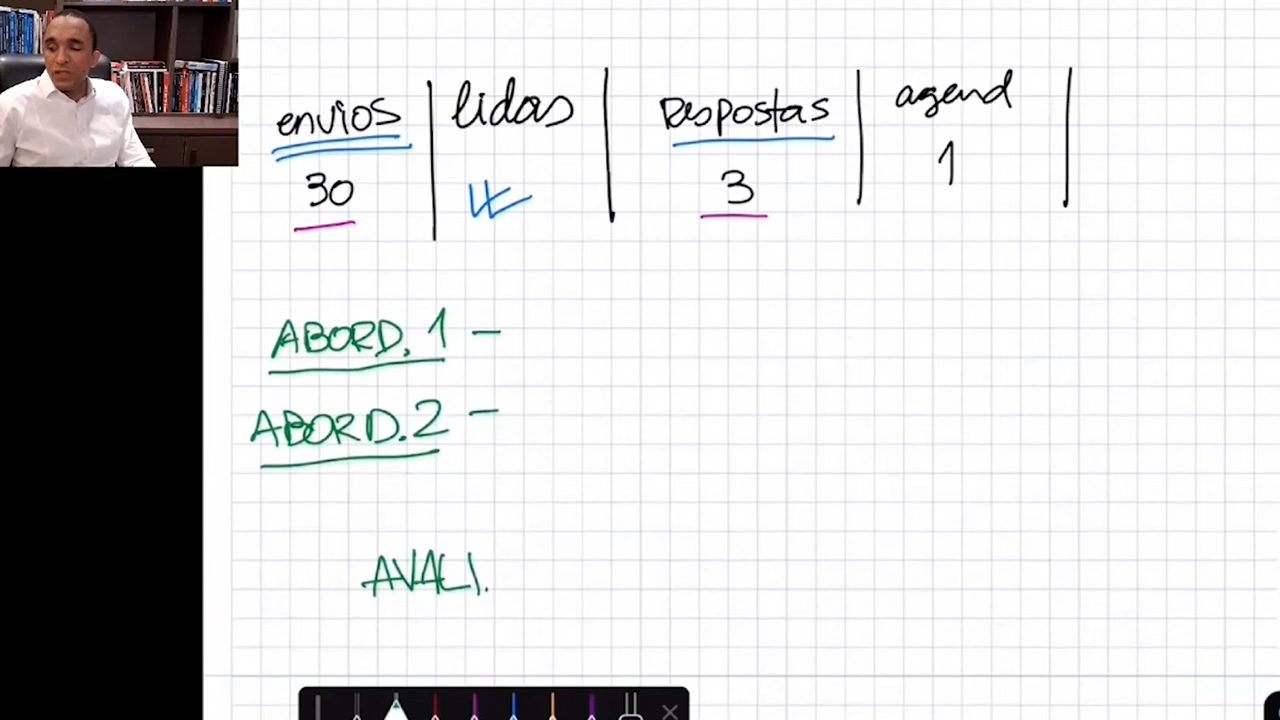 envios lidas Respostas agend
30 3 1
ABORD. 1 -
ABORD. 2 -
AVALI.